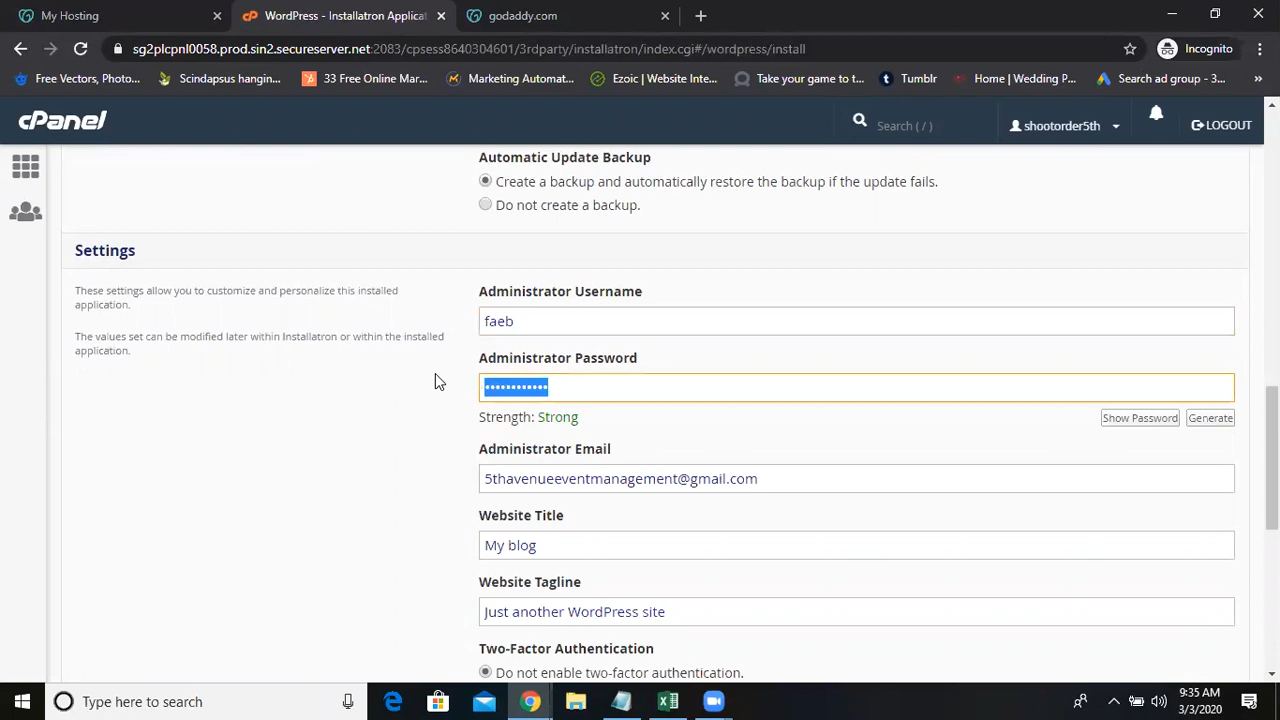 My Hosting
WordPress - Installatron Applicat
godaddy.com
sg2plcpnl0058.prod.sin2.secureserver.net:2083/cpsess8640304601/3rdparty/installatron/index.cgi#/wordpress/install
Incognito
Free Vectors, Photo...
Scindapsus hangin...
33 Free Online Mar...
Marketing Automat...
Ezoic | Website Inte...
Take your game to t...
Tumblr
Home | Wedding P...
Search ad group - 3...
»
cPanel
Search ( / )
shootorder5th
LOGOUT
Automatic Update Backup
Create a backup and automatically restore the backup if the update fails.
Do not create a backup.
Settings
These settings allow you to customize and personalize this installed
application.
The values set can be modified later within Installatron or within the installed
application.
Administrator Username
faeb
Administrator Password
••••••••••••
Strength: Strong
Show Password
Generate
Administrator Email
5thavenueeventmanagement@gmail.com
Website Title
My blog
Website Tagline
Just another WordPress site
Two-Factor Authentication
Do not enable two-factor authentication.
Type here to search
9:35 AM
3/3/2020